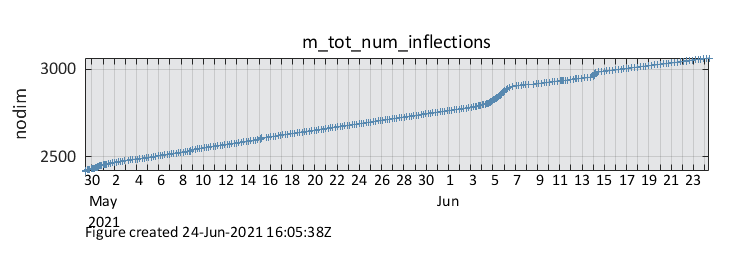 m_tot_num_inflections
3000
2500
nodim
30 2 4 6 8 10 12 14 16 18 20 22 24 26 28 30 1 3 5 7 9 11 13 15 17 19 21 23
May Jun
2021
Figure created 24-Jun-2021 16:05:38Z